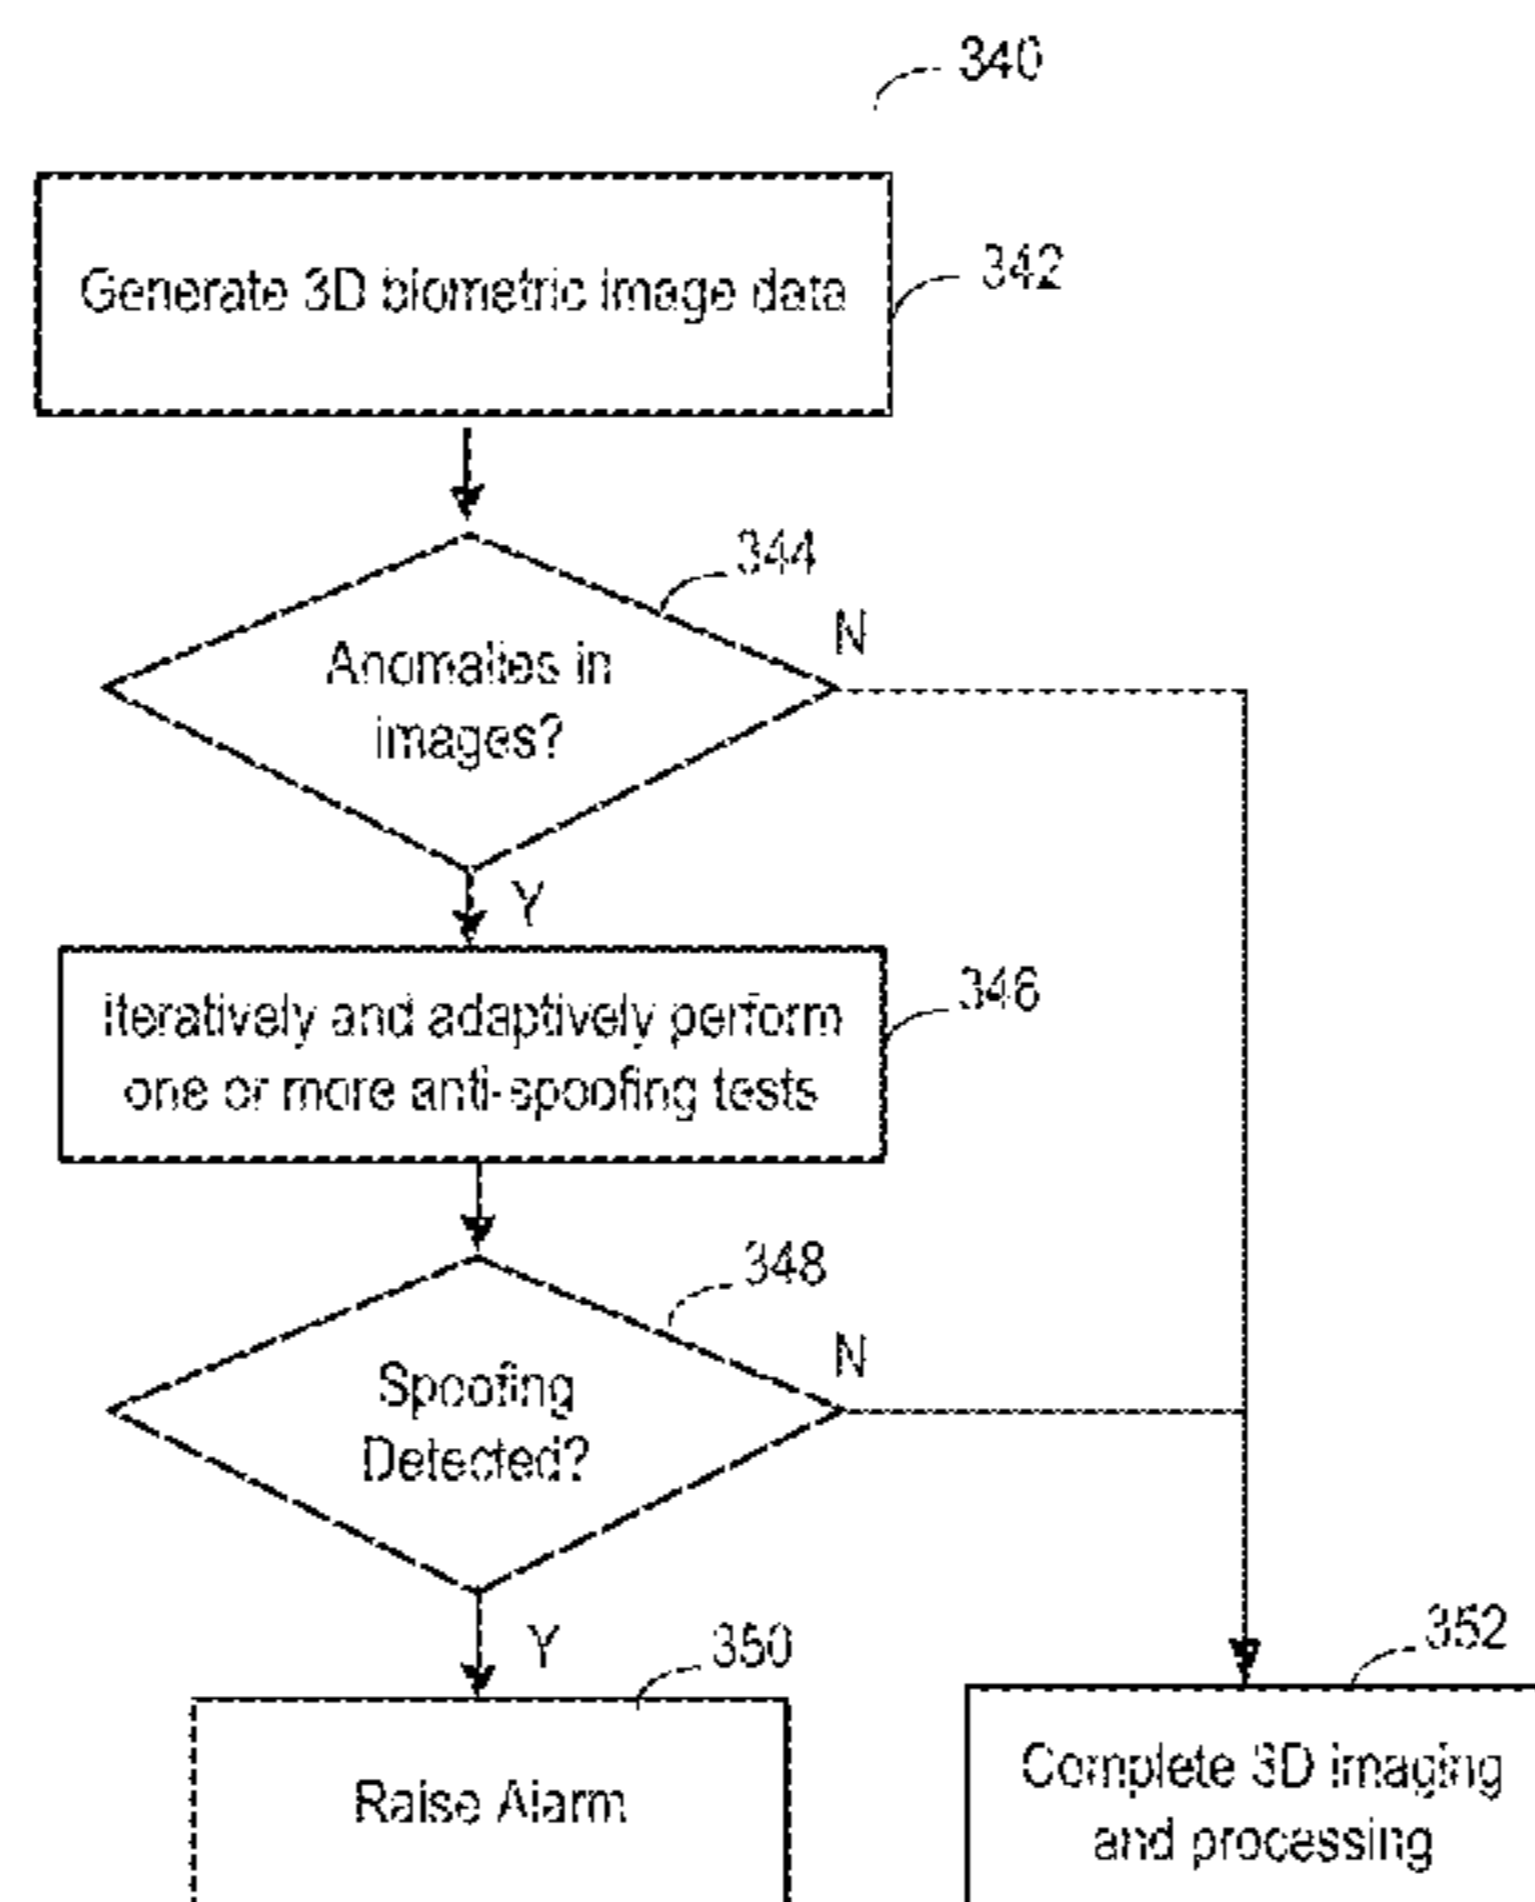 340
Generate 3D biometric image data
342
344
Anomalies in
images?
N
Y
Iteratively and adaptively perform
one or more anti-spoofing tests
346
348
Spoofing
Detected?
N
Y
350
Raise Alarm
352
Complete 3D imaging
and processing